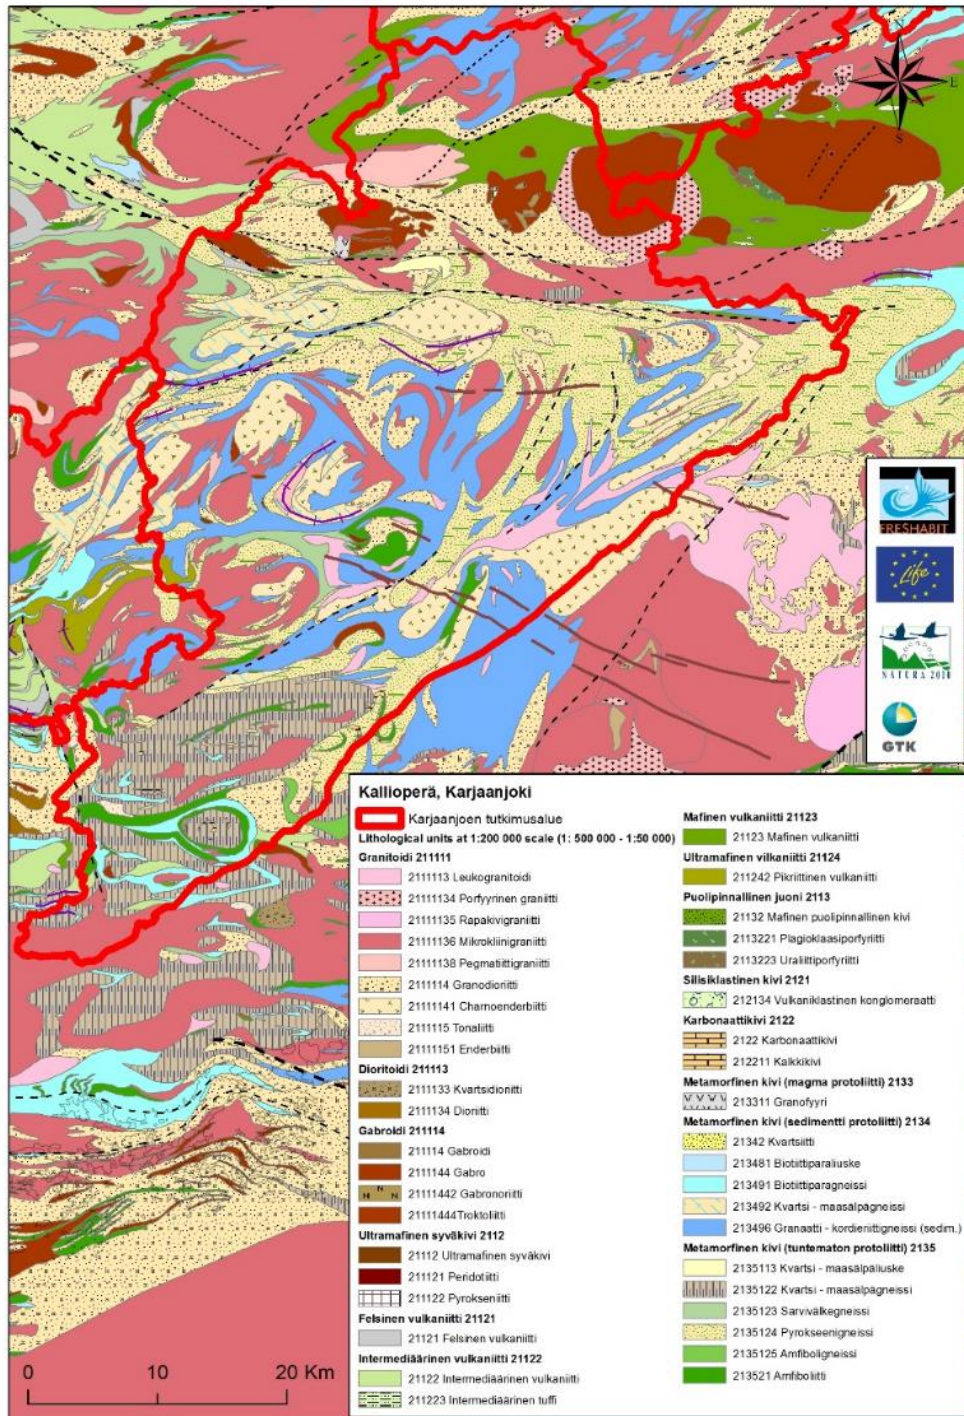 N
W
E
S
FRESHABIT
Life
NATURA 2000
GTK
Kallioperä, Karjaanjoki
Karjaanjoen tutkimusalue
Lithological units at 1:200 000 scale (1: 500 000 - 1:50 000)
Granitoidi 211111
2111113 Leukogranitoidi
21111134 Porfyyrinen graniitti
21111135 Rapakivigraniitti
21111136 Mikrokliinigraniitti
21111138 Pegmatiittigraniitti
2111114 Granodioriitti
21111141 Charnoenderbiitti
2111115 Tonaliitti
21111151 Enderbiitti
Dioritoidi 211113
2111133 Kvartsidioriitti
2111134 Dioriitti
Gabroidi 211114
211114 Gabroidi
2111144 Gabro
N N N 21111442 Gabronoriitti
21111444Troktoliitti
Ultramafinen syväkivi 2112
21112 Ultramafinen syväkivi
211121 Peridotiitti
211122 Pyrokseniitti
Felsinen vulkaniitti 21121
21121 Felsinen vulkaniitti
Intermediäärinen vulkaniitti 21122
21122 Intermediäärinen vulkaniitti
211223 Intermediäärinen tuffi
Mafinen vulkaniitti 21123
21123 Mafinen vulkaniitti
Ultramafinen vilkaniitti 21124
211242 Pikriittinen vulkaniitti
Puolipinnallinen juoni 2113
21132 Mafinen puolipinnallinen kivi
2113221 Plagioklaasiporfyriitti
2113223 Uraliittiporfyriitti
Silisiklastinen kivi 2121
212134 Vulkaniklastinen konglomeraatti
Karbonaattikivi 2122
2122 Karbonaattikivi
212211 Kalkkikivi
Metamorfinen kivi (magma protoliitti) 2133
213311 Granofyyri
Metamorfinen kivi (sedimentti protoliitti) 2134
21342 Kvartsiitti
213481 Biotiittiparaliuske
213491 Biotiittiparagneissi
213492 Kvartsi - maasälpägneissi
213496 Granaatti - kordieriittigneissi (sedim.)
Metamorfinen kivi (tuntematon protoliitti) 2135
2135113 Kvartsi - maasälpäliuske
2135122 Kvartsi - maasälpägneissi
2135123 Sarvivälkegneissi
2135124 Pyrokseenigneissi
2135125 Amfiboligneissi
213521 Amfiboliitti
0 10 20 Km